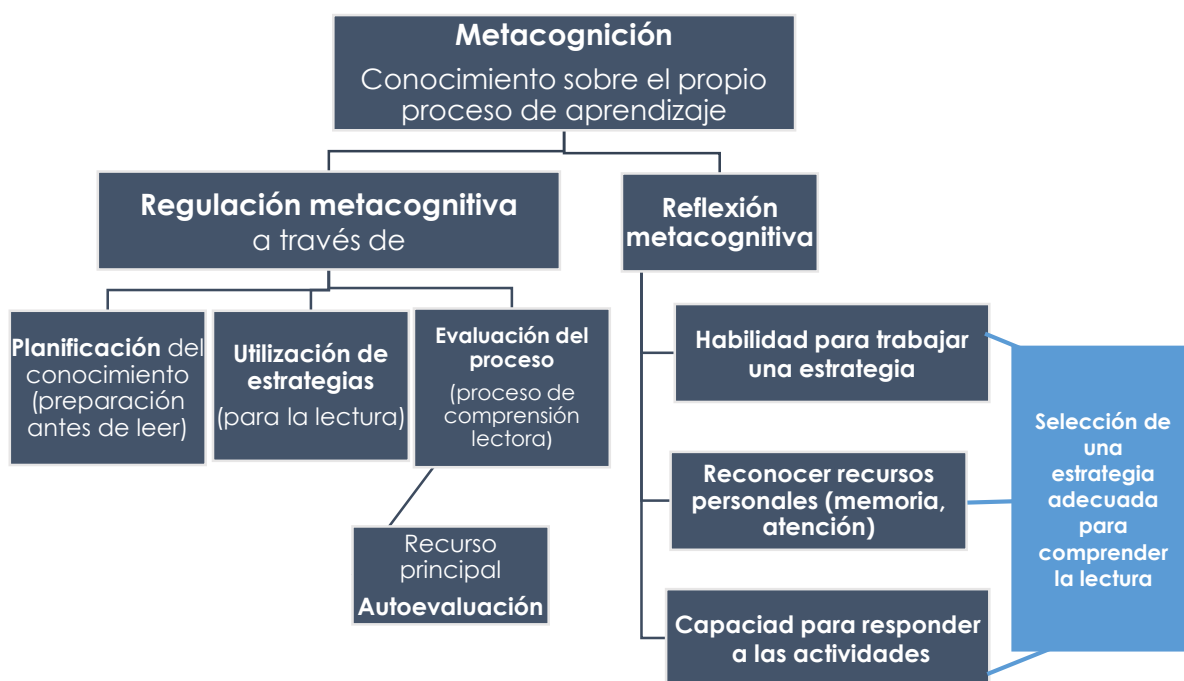 Metacognición
Conocimiento sobre el propio
proceso de aprendizaje
Regulación metacognitiva
a través de
Reflexión
metacognitiva
Planificación del
conocimiento
(preparación
antes de leer)
Utilización de
estrategias
(para la lectura)
Evaluación del
proceso
(proceso de
comprensión
lectora)
Recurso
principal
Autoevaluación
Habilidad para trabajar
una estrategia
Reconocer recursos
personales (memoria,
atención)
Capaciad para responder
a las actividades
Selección de
una
estrategia
adecuada
para
comprender
la lectura